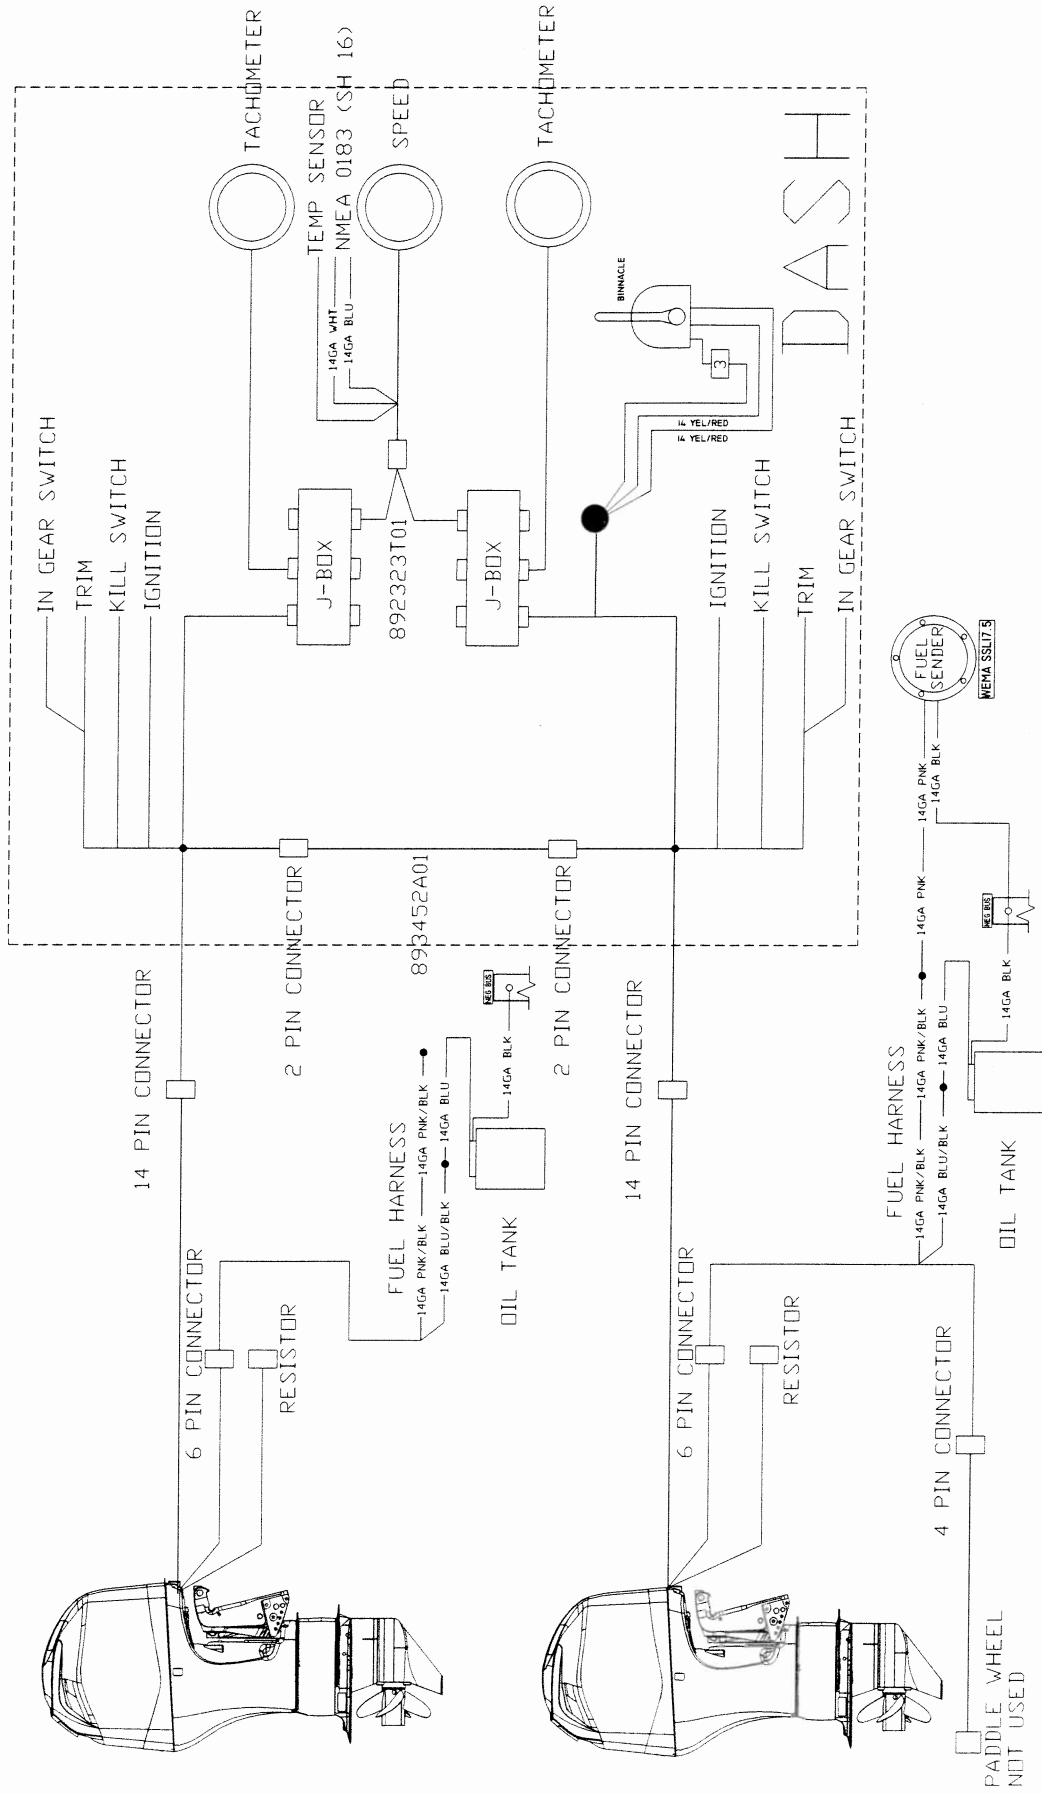 TACHOMETER
TEMP SENSOR
NMEA 0183 (SH 16)
SPEED
TACHOMETER
14GA WHT
14GA BLU
DASH
BINNACLE
3
14 YEL/RED
14 YEL/RED
IN GEAR SWITCH
TRIM
KILL SWITCH
IGNITION
J-BOX
892323T01
J-BOX
IGNITION
KILL SWITCH
TRIM
IN GEAR SWITCH
FUEL
SENDER
WEMA SSL17.5
14GA PNK
14GA BLK
14 PIN CONNECTOR
2 PIN CONNECTOR
893452A01
2 PIN CONNECTOR
14 PIN CONNECTOR
NEG BUS
14GA BLK
FUEL HARNESS
14GA PNK/BLK
14GA PNK/BLK
14GA BLU/BLK
14GA BLU
OIL TANK
NEG BUS
14GA BLK
FUEL HARNESS
14GA PNK/BLK
14GA PNK/BLK
14GA PNK
14GA BLU/BLK
14GA BLU
OIL TANK
6 PIN CONNECTOR
RESISTOR
6 PIN CONNECTOR
RESISTOR
4 PIN CONNECTOR
PADDLE WHEEL
NOT USED